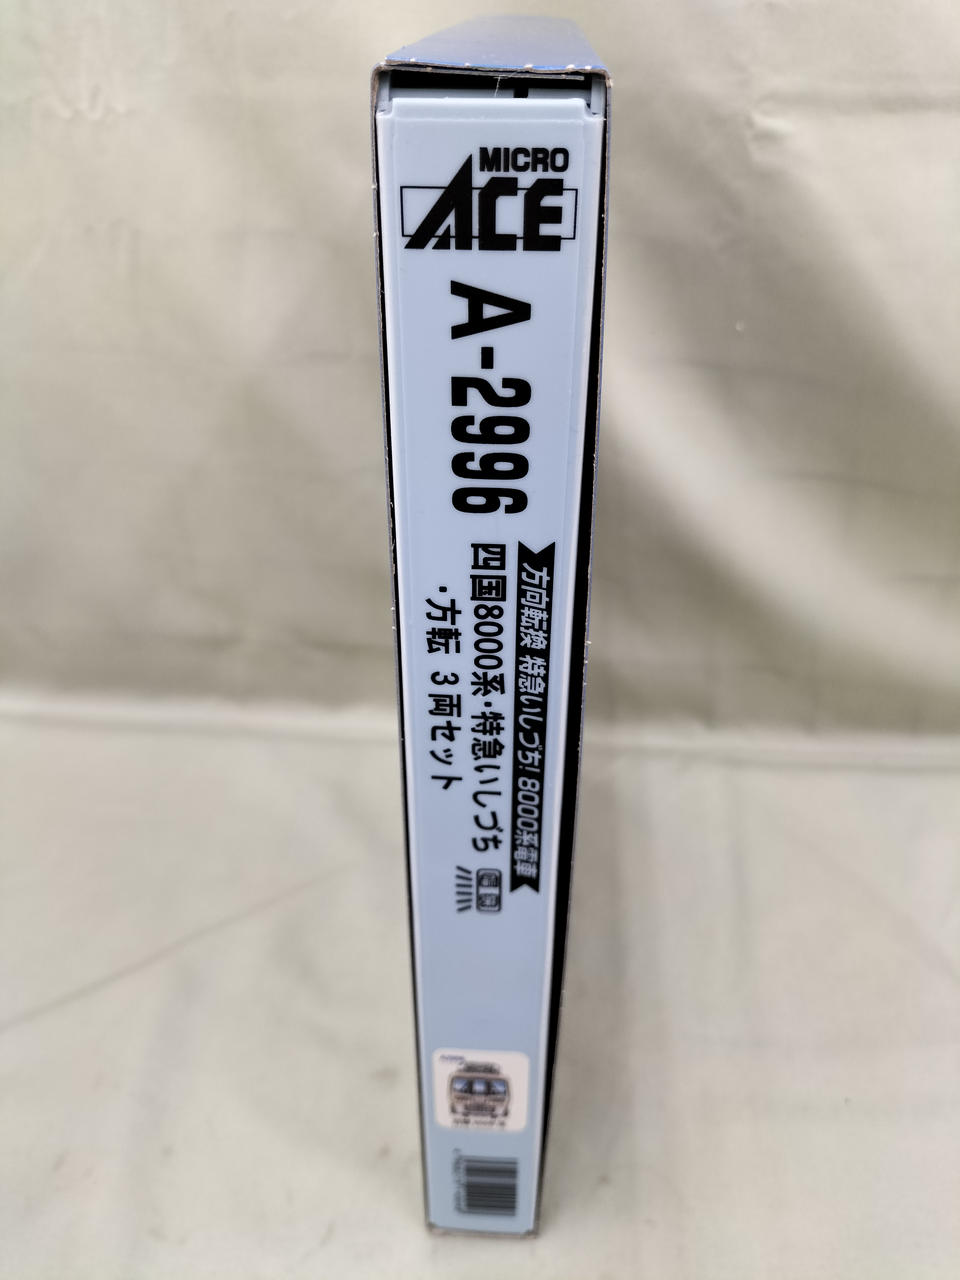 MICRO
ACE
A-2996
方向転換 特急いしづち! 8000系電車
四国8000系・特急いしづち
・方転 3両セット